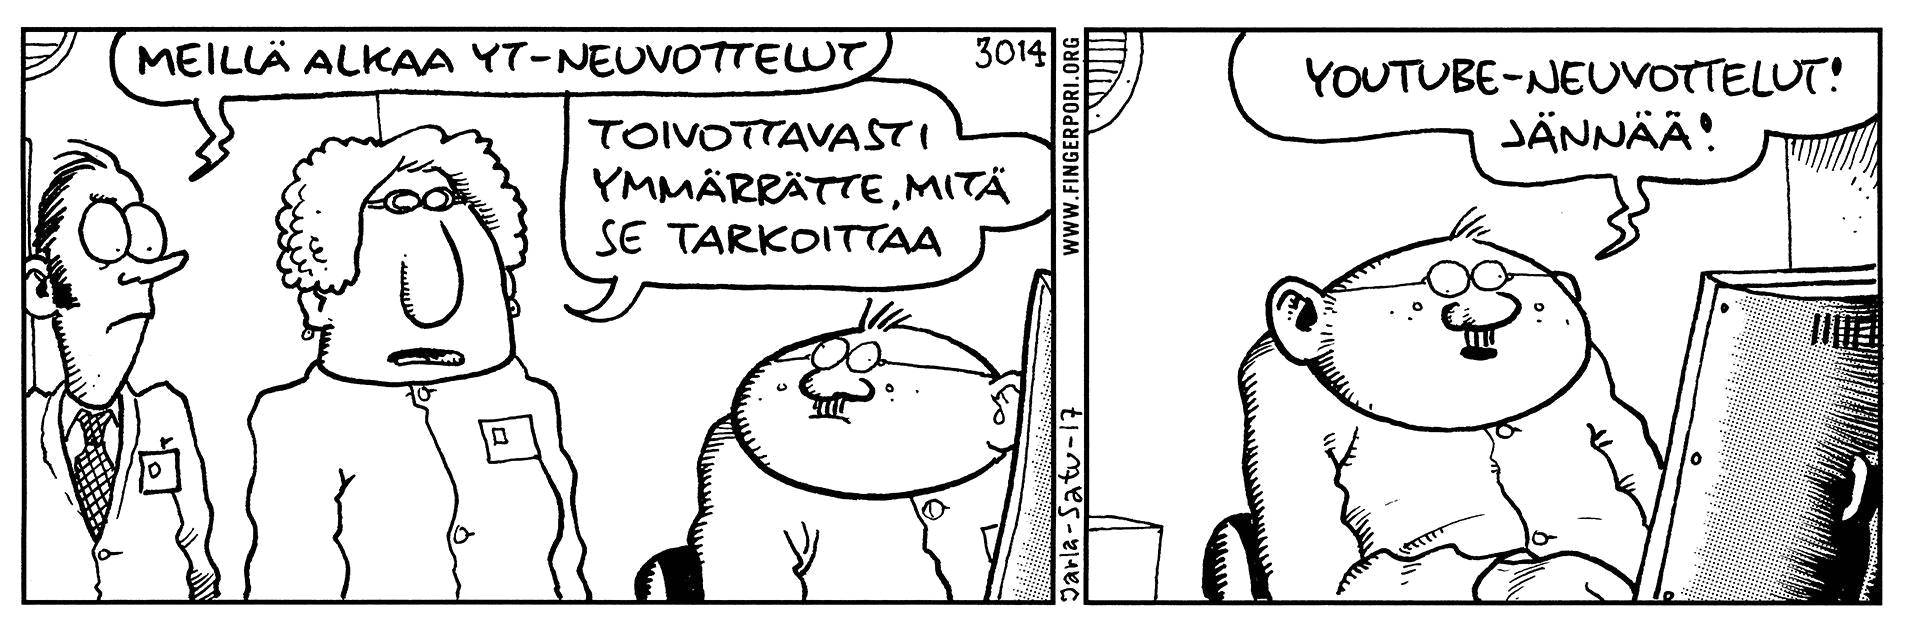 MEILLÄ ALKAA YT-NEUVOTTELUT
3014
TOIVOTTAVASTI
YMMÄRRÄTTE, MITÄ
SE TARKOITTAA
WWW.FINGERPORI.ORG
Jarla-Satu-17
YOUTUBE-NEUVOTTELUT!
JÄNNÄÄ!